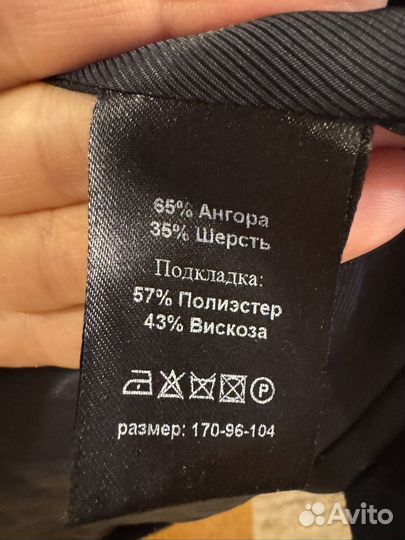 65% Ангора
35% Шерсть
Подкладка:
57% Полиэстер
43% Вискоза
P
размер: 170-96-104
Avito